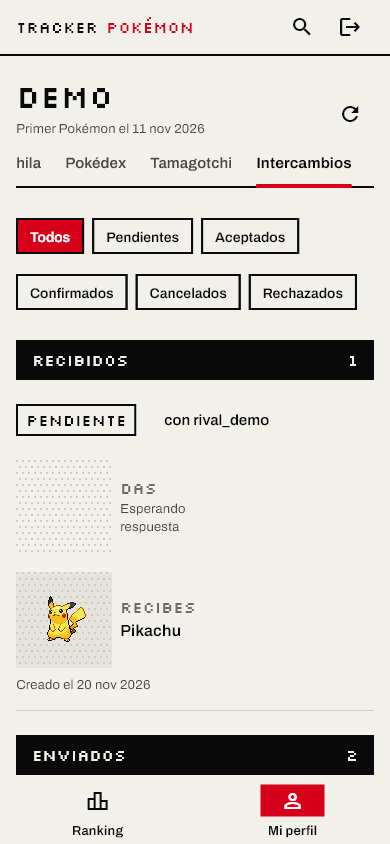 TRACKER POKÉMON
DEMO
Primer Pokémon el 11 nov 2026
hila Pokédex Tamagotchi Intercambios
Todos Pendientes Aceptados
Confirmados Cancelados Rechazados
RECIBIDOS 1
PENDIENTE con rival_demo
DAS
Esperando
respuesta
RECIBES
Pikachu
Creado el 20 nov 2026
ENVIADOS 2
Ranking Mi perfil